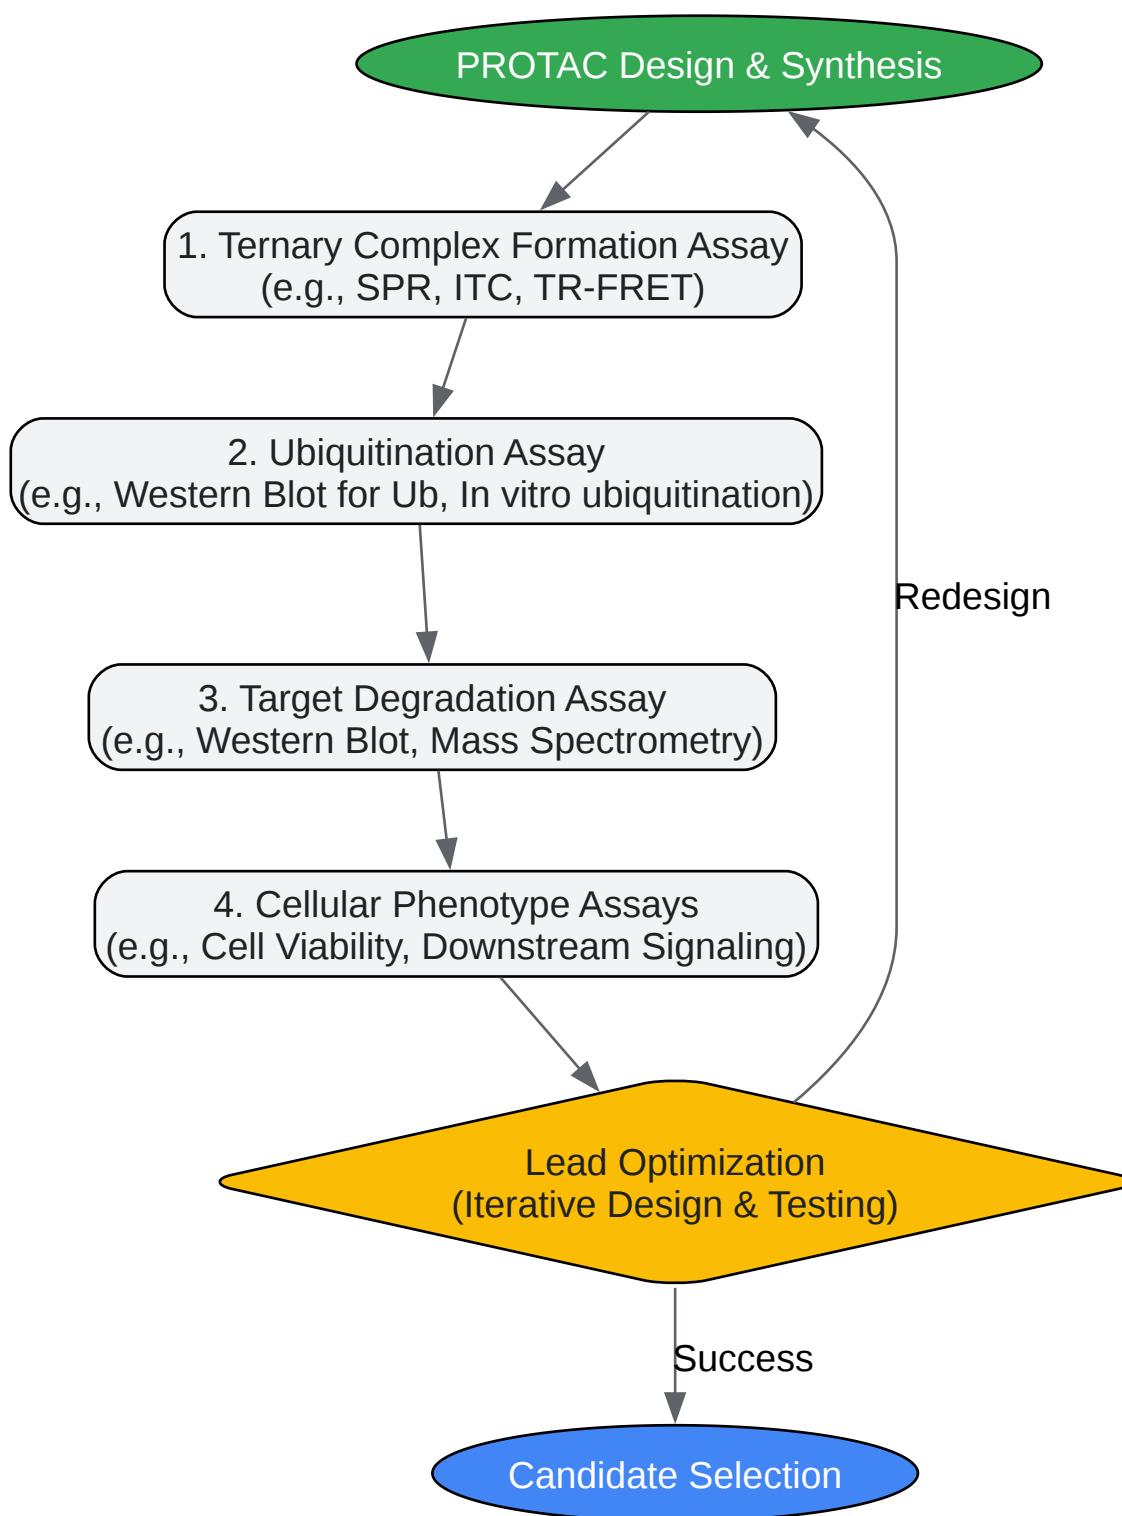 PROTAC Design & Synthesis
1. Ternary Complex Formation Assay
(e.g., SPR, ITC, TR-FRET)
2. Ubiquitination Assay
(e.g., Western Blot for Ub, In vitro ubiquitination)
Redesign
3. Target Degradation Assay
(e.g., Western Blot, Mass Spectrometry)
4. Cellular Phenotype Assays
(e.g., Cell Viability, Downstream Signaling)
Lead Optimization
(Iterative Design & Testing)
Success
Candidate Selection